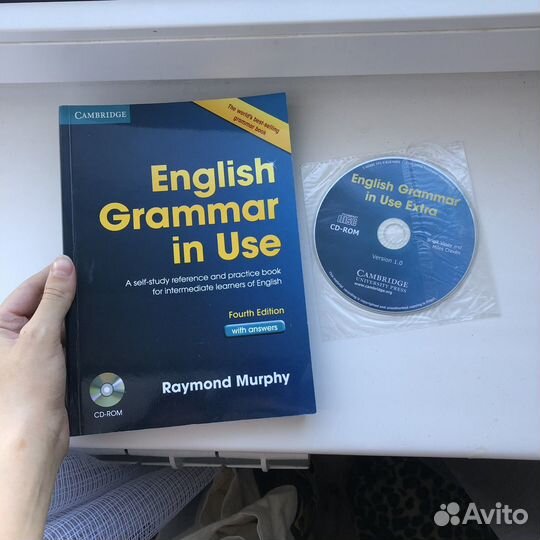 CAMBRIDGE
The world's best-selling
grammar book
English
Grammar
in Use
A self-study reference and practice book
for intermediate learners of English
Fourth Edition
with answers
Raymond Murphy
CD-ROM
English Grammar
in Use Extra
CD-ROM
Version 1.0
and
CAMBRIDGE
UNIVERSITY PRESS
www.cambridge.org
Avito